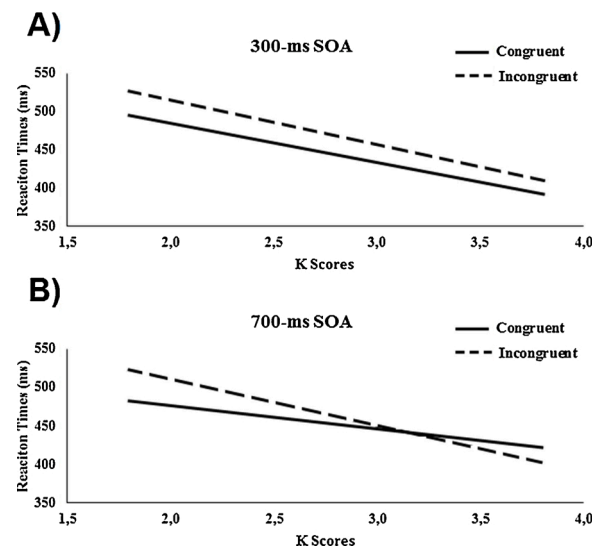 A)
300-ms SOA
Congruent
Incongruent
Reaciton Times (ms)
550
500
450
400
350
1,5
2,0
2,5
3,0
3,5
4,0
K Scores
B)
700-ms SOA
Congruent
Incongruent
Reaciton Times (ms)
550
500
450
400
350
1,5
2,0
2,5
3,0
3,5
4,0
K Scores